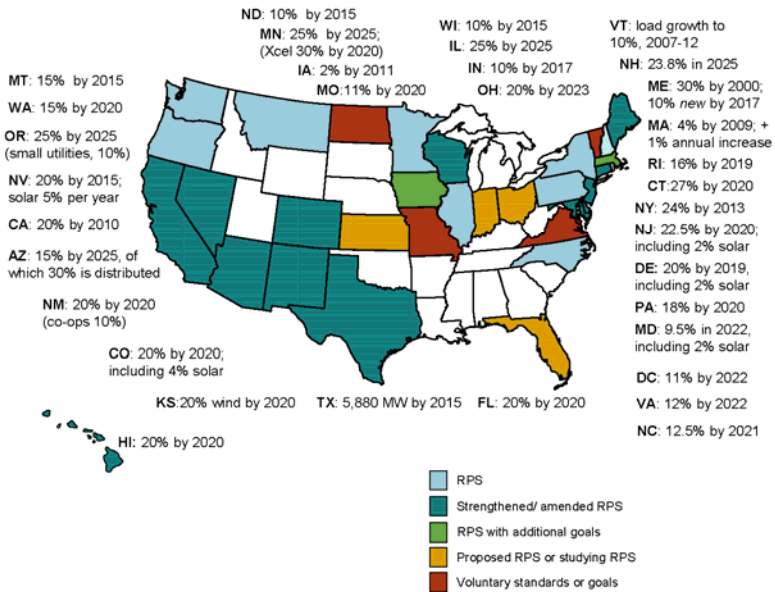 ND: 10% by 2015
MN: 25% by 2025;
(Xcel 30% by 2020)
IA: 2% by 2011
MO:11% by 2020
WI: 10% by 2015
IL: 25% by 2025
IN: 10% by 2017
OH: 20% by 2023
VT: load growth to
10%, 2007-12
NH: 23.8% in 2025
ME: 30% by 2000;
10% new by 2017
MA: 4% by 2009; +
1% annual increase
RI: 16% by 2019
CT:27% by 2020
NY: 24% by 2013
NJ: 22.5% by 2020;
including 2% solar
DE: 20% by 2019,
including 2% solar
PA: 18% by 2020
MD: 9.5% in 2022,
including 2% solar
DC: 11% by 2022
VA: 12% by 2022
NC: 12.5% by 2021
MT: 15% by 2015
WA: 15% by 2020
OR: 25% by 2025
(small utilities, 10%)
NV: 20% by 2015;
solar 5% per year
CA: 20% by 2010
AZ: 15% by 2025, of
which 30% is distributed
NM: 20% by 2020
(co-ops 10%)
CO: 20% by 2020;
including 4% solar
KS:20% wind by 2020
TX: 5,880 MW by 2015
FL: 20% by 2020
HI: 20% by 2020
RPS
Strengthened/ amended RPS
RPS with additional goals
Proposed RPS or studying RPS
Voluntary standards or goals